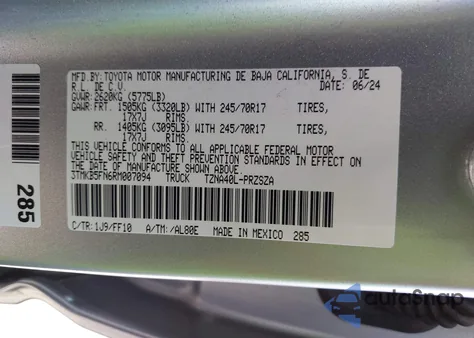 MFD.BY:TOYOTA MOTOR MANUFACTURING DE BAJA CALIFORNIA, S. DE
R.L. DE C.V. DATE: 06/24
GVWR:2620KG (5775LB)
GAWR:FRT. 1505KG (3320LB) WITH 245/70R17 TIRES,
17X7J RIMS.
RR. 1405KG (3095LB) WITH 245/70R17 TIRES,
17X7J RIMS.
THIS VEHICLE CONFORMS TO ALL APPLICABLE FEDERAL MOTOR
VEHICLE SAFETY, BUMPER, AND THEFT PREVENTION
STANDARDS IN EFFECT ON THE DATE OF MANUFACTURE SHOWN ABOVE.
3TMKB5FN6RM007094 TRUCK TZNA40L-PRZSZA
C/TR:1J9/FF10 A/TM:/AL80E MADE IN MEXICO 285
285
autoSnap